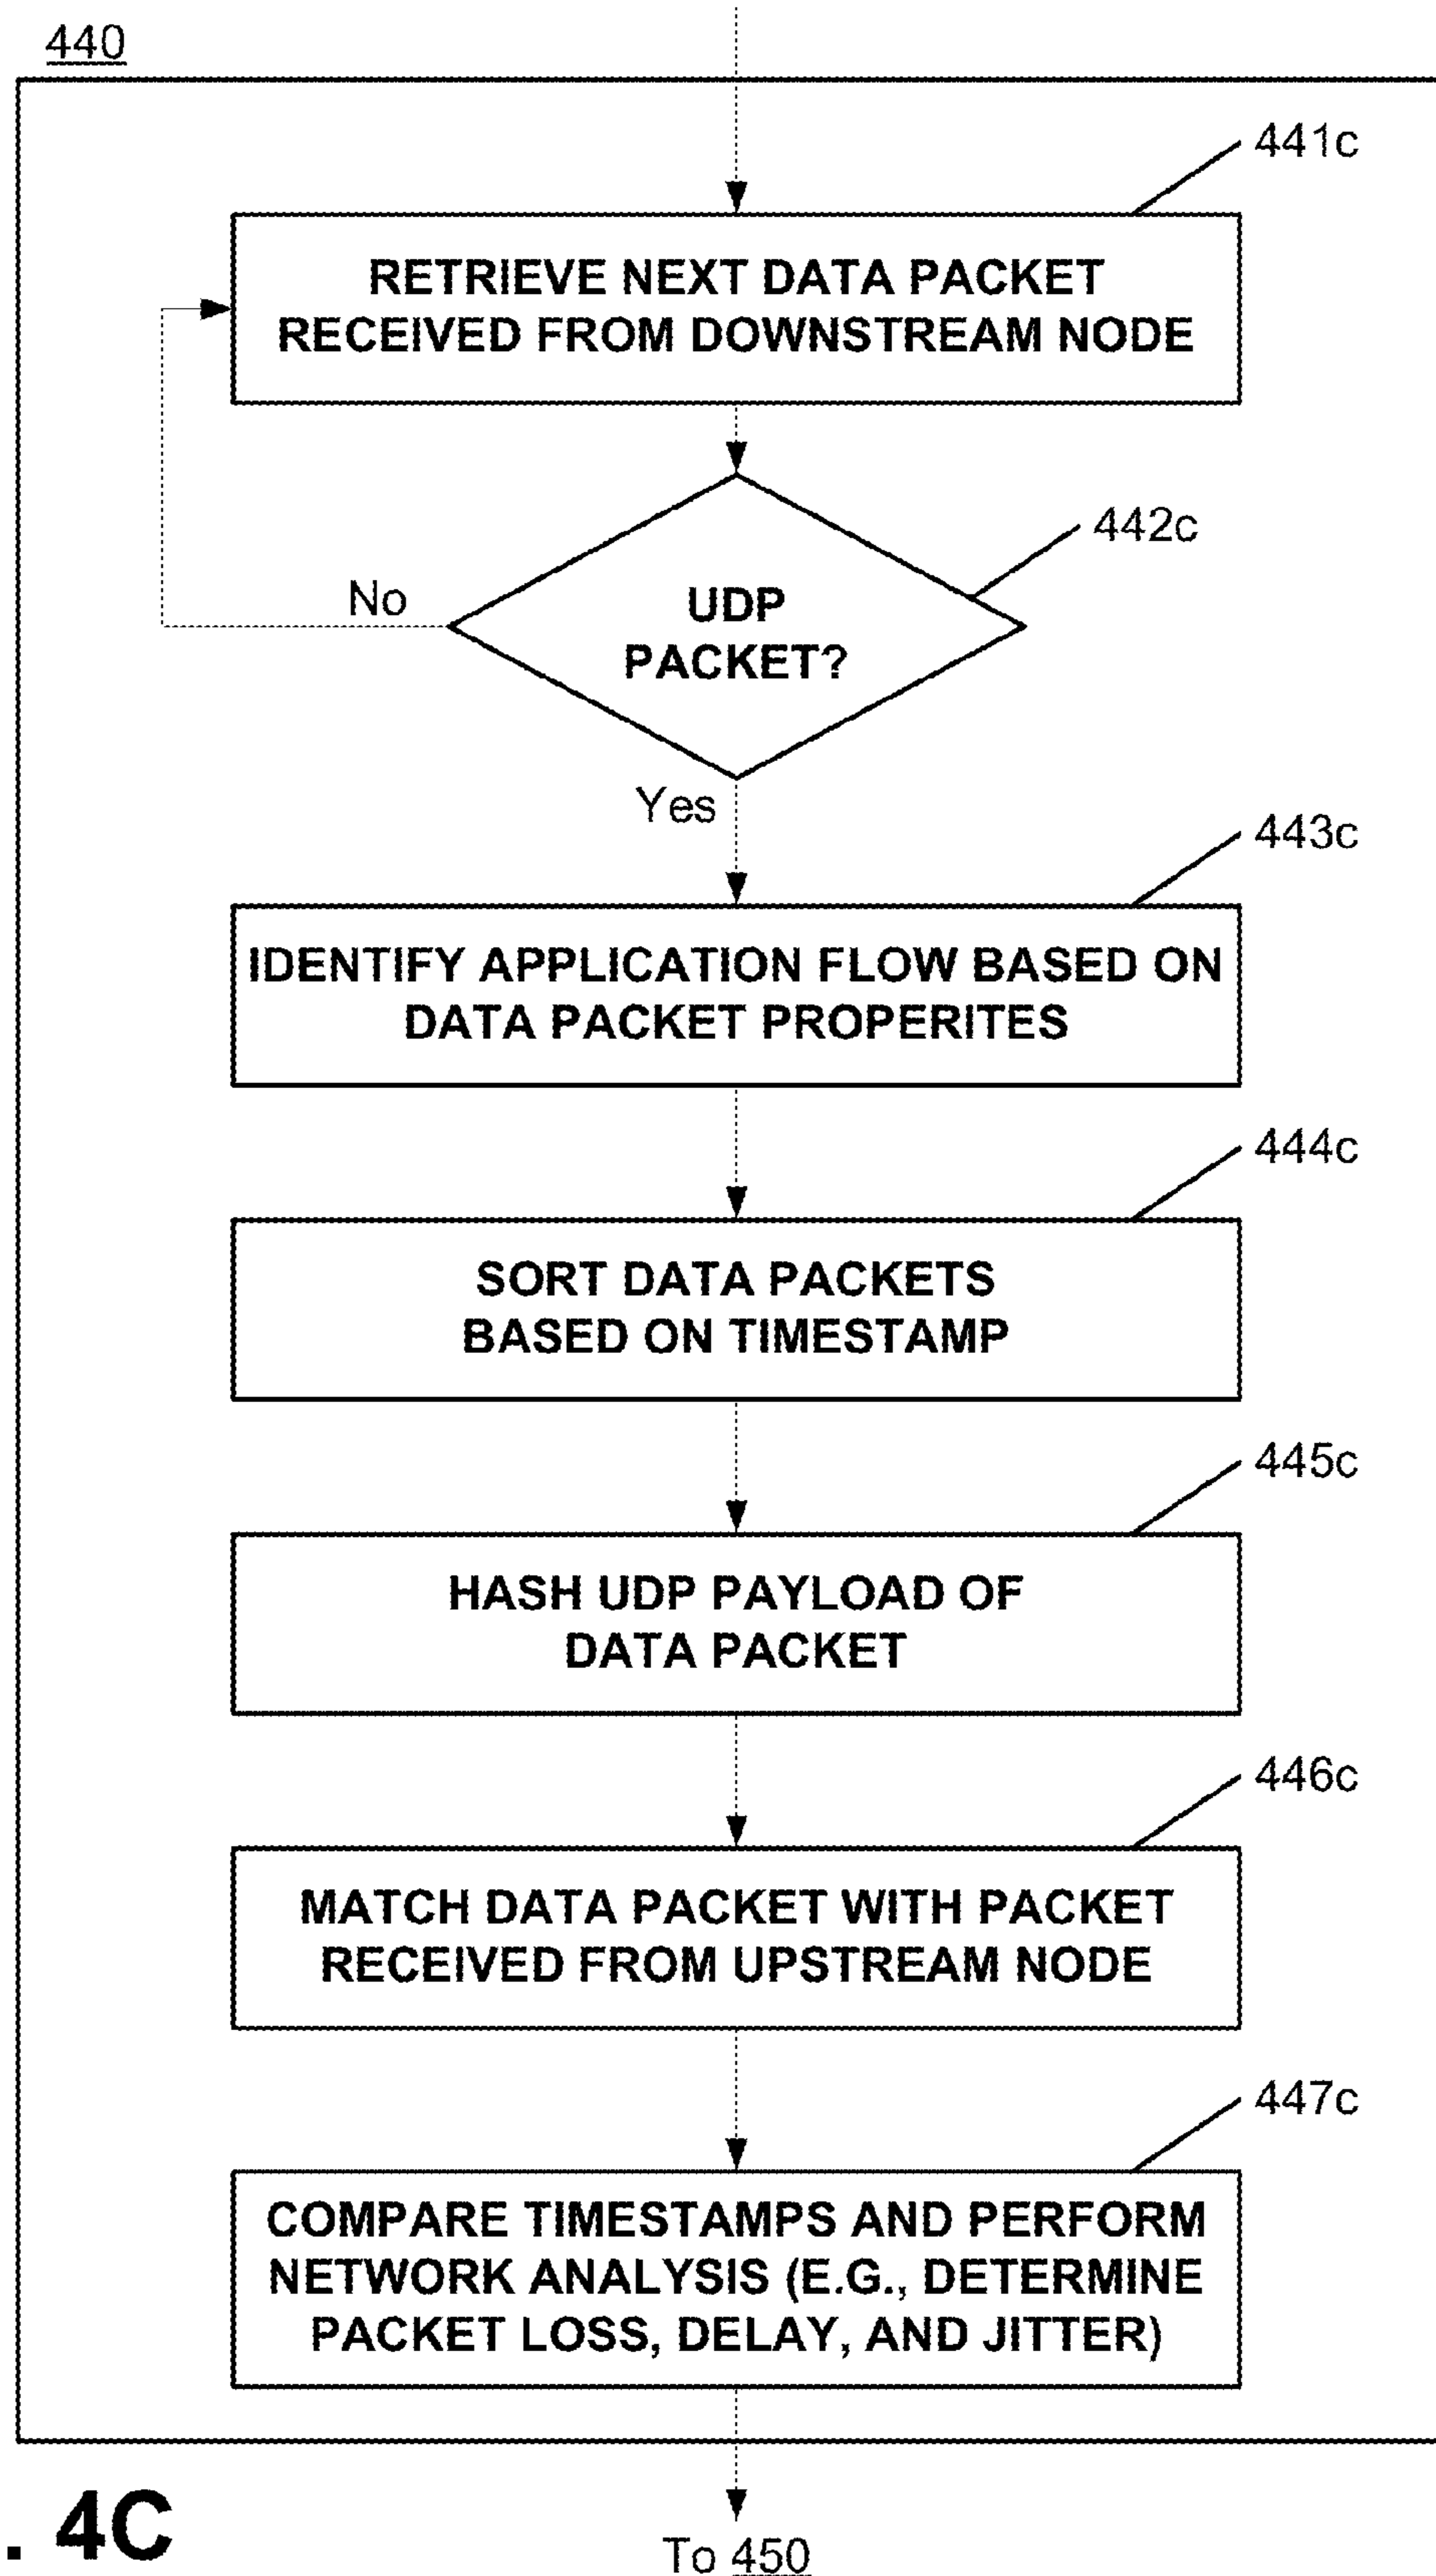 440
441c
RETRIEVE NEXT DATA PACKET
RECEIVED FROM DOWNSTREAM NODE
442c
No
UDP
PACKET?
Yes
443c
IDENTIFY APPLICATION FLOW BASED ON
DATA PACKET PROPERITES
444c
SORT DATA PACKETS
BASED ON TIMESTAMP
445c
HASH UDP PAYLOAD OF
DATA PACKET
446c
MATCH DATA PACKET WITH PACKET
RECEIVED FROM UPSTREAM NODE
447c
COMPARE TIMESTAMPS AND PERFORM
NETWORK ANALYSIS (E.G., DETERMINE
PACKET LOSS, DELAY, AND JITTER)
. 4C
To 450